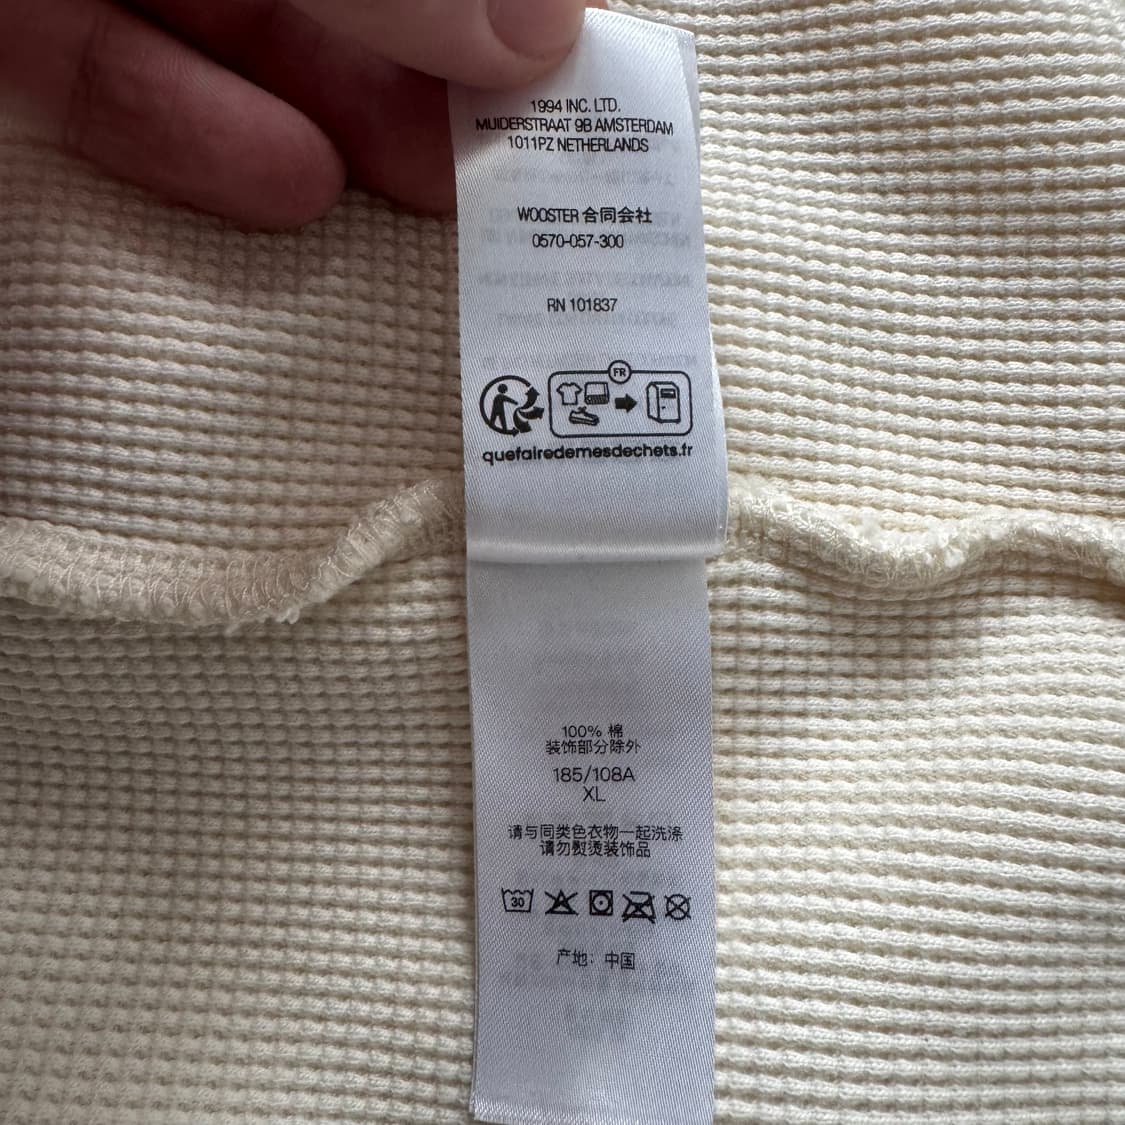 1994 INC. LTD.
MUIDERSTRAAT 9B AMSTERDAM
1011PZ NETHERLANDS
WOOSTER 合同会社
0570-057-300
RN 101837
FR
quefairedemesdechets.fr
100% 棉
装饰部分除外
185/108A
XL
请与同类色衣物一起洗涤
请勿熨烫装饰品
30
产地：中国